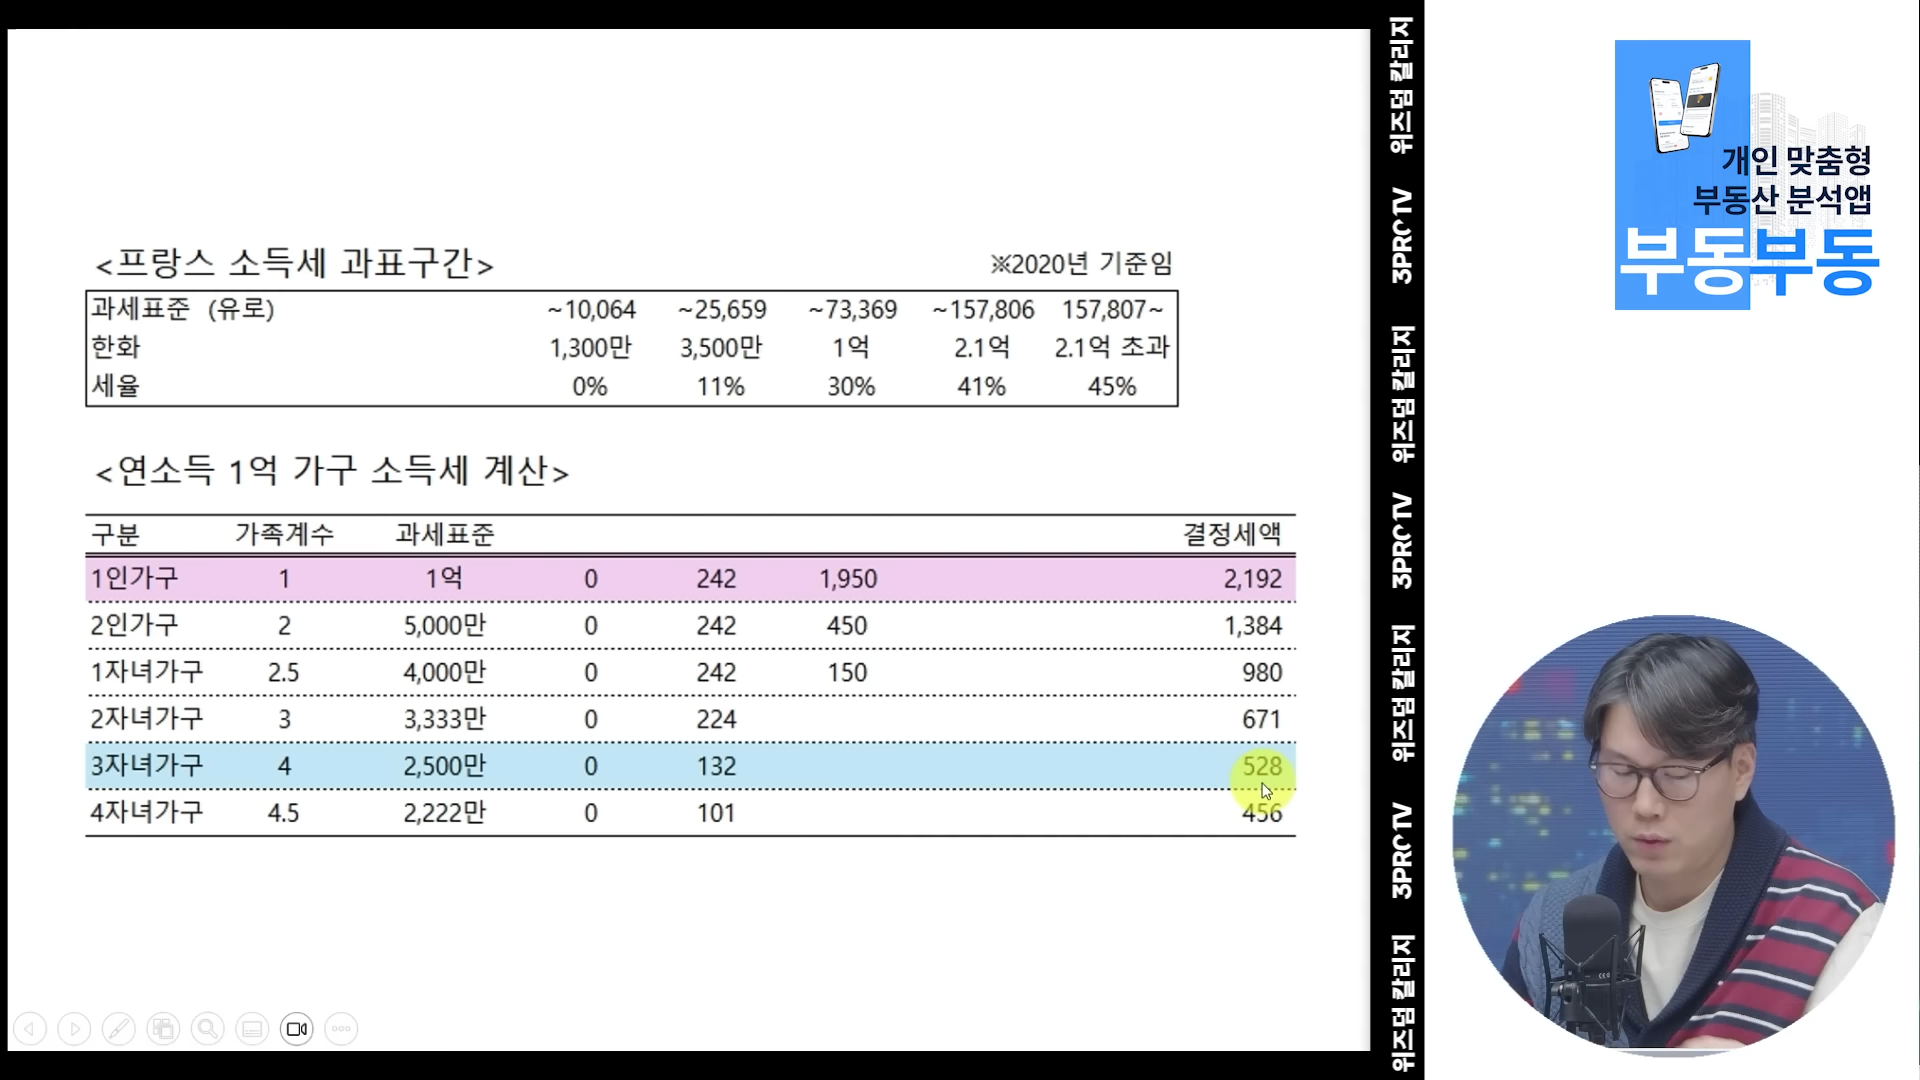 <프랑스 소득세 과표구간> ※2020년 기준임
과세표준 (유로) ~10,064 ~25,659 ~73,369 ~157,806 157,807~
한화 1,300만 3,500만 1억 2.1억 2.1억 초과
세율 0% 11% 30% 41% 45%
<연소득 1억 가구 소득세 계산>
구분 가족계수 과세표준 결정세액
1인가구 1 1억 0 242 1,950 2,192
2인가구 2 5,000만 0 242 450 1,384
1자녀가구 2.5 4,000만 0 242 150 980
2자녀가구 3 3,333만 0 224 671
3자녀가구 4 2,500만 0 132 528
4자녀가구 4.5 2,222만 0 101 456
위즈덤 칼리지
3PROTV
위즈덤 칼리지
3PROTV
위즈덤 칼리지
3PROTV
위즈덤 칼리지
개인 맞춤형
부동산 분석앱
부동부동